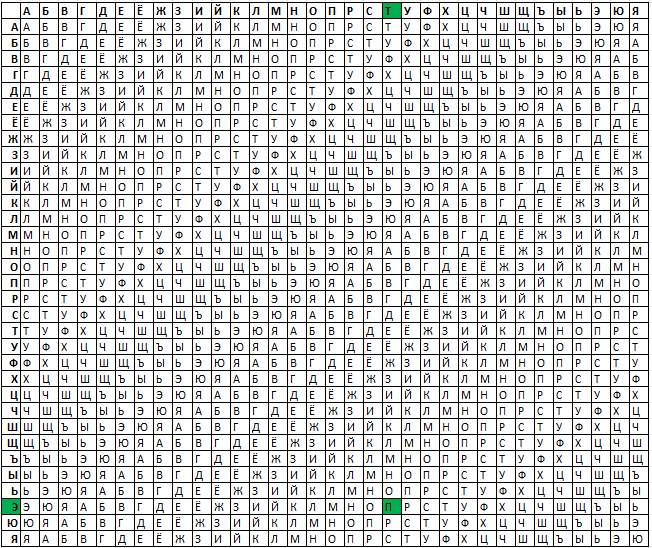 А Б В Г Д Е Ё Ж З И Й К Л М Н О П Р С Т У Ф Х Ц Ч Ш Щ Ъ Ы Ь Э Ю Я
А А Б В Г Д Е Ё Ж З И Й К Л М Н О П Р С Т У Ф Х Ц Ч Ш Щ Ъ Ы Ь Э Ю Я
Б Б В Г Д Е Ё Ж З И Й К Л М Н О П Р С Т У Ф Х Ц Ч Ш Щ Ъ Ы Ь Э Ю Я А
В В Г Д Е Ё Ж З И Й К Л М Н О П Р С Т У Ф Х Ц Ч Ш Щ Ъ Ы Ь Э Ю Я А Б
Г Г Д Е Ё Ж З И Й К Л М Н О П Р С Т У Ф Х Ц Ч Ш Щ Ъ Ы Ь Э Ю Я А Б В
Д Д Е Ё Ж З И Й К Л М Н О П Р С Т У Ф Х Ц Ч Ш Щ Ъ Ы Ь Э Ю Я А Б В Г
Е Е Ё Ж З И Й К Л М Н О П Р С Т У Ф Х Ц Ч Ш Щ Ъ Ы Ь Э Ю Я А Б В Г Д
Ё Ё Ж З И Й К Л М Н О П Р С Т У Ф Х Ц Ч Ш Щ Ъ Ы Ь Э Ю Я А Б В Г Д Е
Ж Ж З И Й К Л М Н О П Р С Т У Ф Х Ц Ч Ш Щ Ъ Ы Ь Э Ю Я А Б В Г Д Е Ё
З З И Й К Л М Н О П Р С Т У Ф Х Ц Ч Ш Щ Ъ Ы Ь Э Ю Я А Б В Г Д Е Ё Ж
И И Й К Л М Н О П Р С Т У Ф Х Ц Ч Ш Щ Ъ Ы Ь Э Ю Я А Б В Г Д Е Ё Ж З
Й Й К Л М Н О П Р С Т У Ф Х Ц Ч Ш Щ Ъ Ы Ь Э Ю Я А Б В Г Д Е Ё Ж З И
К К Л М Н О П Р С Т У Ф Х Ц Ч Ш Щ Ъ Ы Ь Э Ю Я А Б В Г Д Е Ё Ж З И Й
Л Л М Н О П Р С Т У Ф Х Ц Ч Ш Щ Ъ Ы Ь Э Ю Я А Б В Г Д Е Ё Ж З И Й К
М М Н О П Р С Т У Ф Х Ц Ч Ш Щ Ъ Ы Ь Э Ю Я А Б В Г Д Е Ё Ж З И Й К Л
Н Н О П Р С Т У Ф Х Ц Ч Ш Щ Ъ Ы Ь Э Ю Я А Б В Г Д Е Ё Ж З И Й К Л М
О О П Р С Т У Ф Х Ц Ч Ш Щ Ъ Ы Ь Э Ю Я А Б В Г Д Е Ё Ж З И Й К Л М Н
П П Р С Т У Ф Х Ц Ч Ш Щ Ъ Ы Ь Э Ю Я А Б В Г Д Е Ё Ж З И Й К Л М Н О
Р Р С Т У Ф Х Ц Ч Ш Щ Ъ Ы Ь Э Ю Я А Б В Г Д Е Ё Ж З И Й К Л М Н О П
С С Т У Ф Х Ц Ч Ш Щ Ъ Ы Ь Э Ю Я А Б В Г Д Е Ё Ж З И Й К Л М Н О П Р
Т Т У Ф Х Ц Ч Ш Щ Ъ Ы Ь Э Ю Я А Б В Г Д Е Ё Ж З И Й К Л М Н О П Р С
У У Ф Х Ц Ч Ш Щ Ъ Ы Ь Э Ю Я А Б В Г Д Е Ё Ж З И Й К Л М Н О П Р С Т
Ф Ф Х Ц Ч Ш Щ Ъ Ы Ь Э Ю Я А Б В Г Д Е Ё Ж З И Й К Л М Н О П Р С Т У
Х Х Ц Ч Ш Щ Ъ Ы Ь Э Ю Я А Б В Г Д Е Ё Ж З И Й К Л М Н О П Р С Т У Ф
Ц Ц Ч Ш Щ Ъ Ы Ь Э Ю Я А Б В Г Д Е Ё Ж З И Й К Л М Н О П Р С Т У Ф Х
Ч Ч Ш Щ Ъ Ы Ь Э Ю Я А Б В Г Д Е Ё Ж З И Й К Л М Н О П Р С Т У Ф Х Ц
Ш Ш Щ Ъ Ы Ь Э Ю Я А Б В Г Д Е Ё Ж З И Й К Л М Н О П Р С Т У Ф Х Ц Ч
Щ Щ Ъ Ы Ь Э Ю Я А Б В Г Д Е Ё Ж З И Й К Л М Н О П Р С Т У Ф Х Ц Ч Ш
Ъ Ъ Ы Ь Э Ю Я А Б В Г Д Е Ё Ж З И Й К Л М Н О П Р С Т У Ф Х Ц Ч Ш Щ
Ы Ы Ь Э Ю Я А Б В Г Д Е Ё Ж З И Й К Л М Н О П Р С Т У Ф Х Ц Ч Ш Щ Ъ
Ь Ь Э Ю Я А Б В Г Д Е Ё Ж З И Й К Л М Н О П Р С Т У Ф Х Ц Ч Ш Щ Ъ Ы
Э Э Ю Я А Б В Г Д Е Ё Ж З И Й К Л М Н О П Р С Т У Ф Х Ц Ч Ш Щ Ъ Ы Ь
Ю Ю Я А Б В Г Д Е Ё Ж З И Й К Л М Н О П Р С Т У Ф Х Ц Ч Ш Щ Ъ Ы Ь Э
Я Я А Б В Г Д Е Ё Ж З И Й К Л М Н О П Р С Т У Ф Х Ц Ч Ш Щ Ъ Ы Ь Э Ю